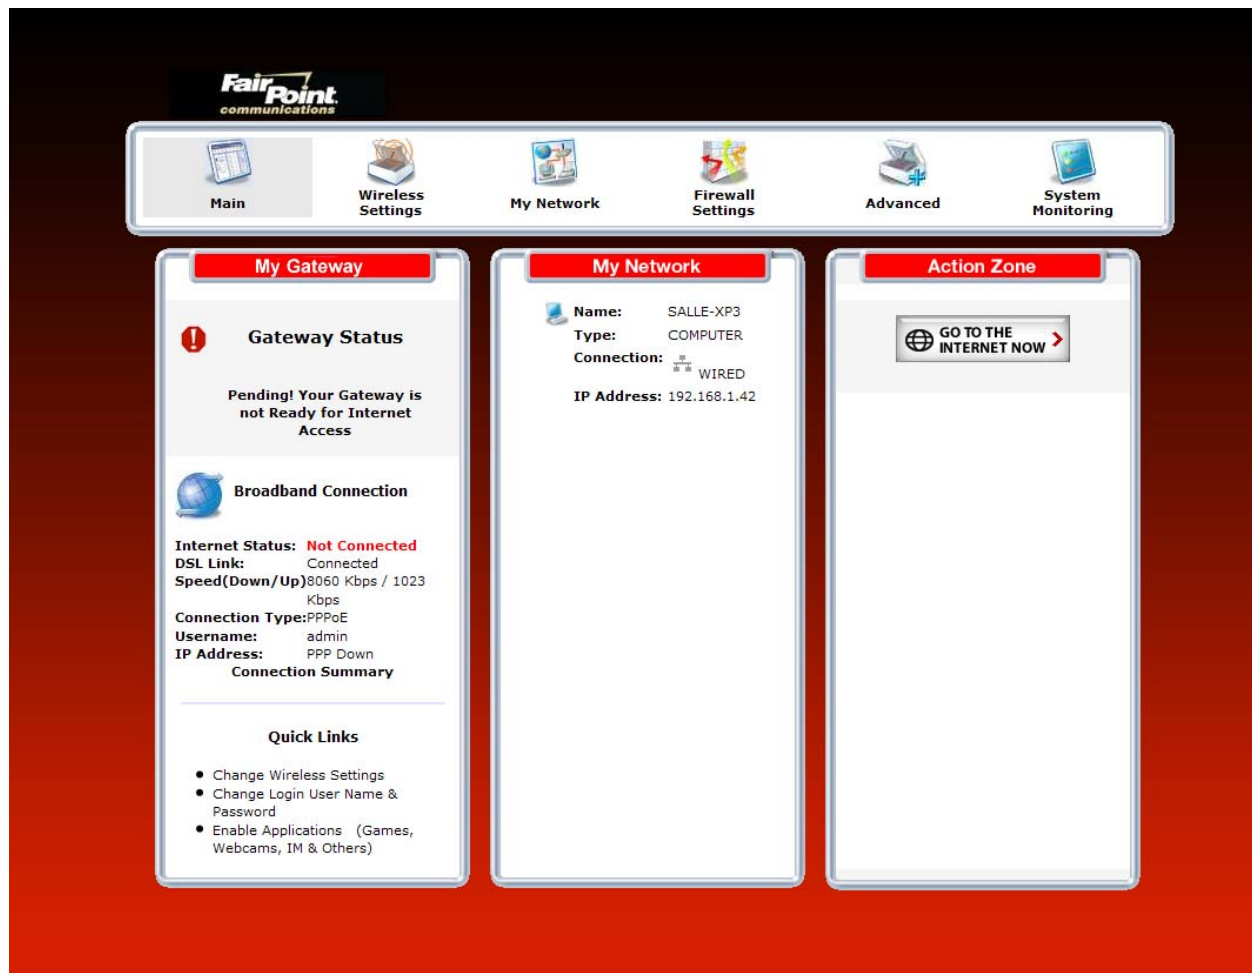 FairPoint.
communications
Main
Wireless
Settings
My Network
Firewall
Settings
Advanced
System
Monitoring
My Gateway
Gateway Status
Pending! Your Gateway is
not Ready for Internet
Access
Broadband Connection
Internet Status: Not Connected
DSL Link: Connected
Speed(Down/Up)8060 Kbps / 1023
Kbps
Connection Type:PPPoE
Username: admin
IP Address: PPP Down
Connection Summary
Quick Links
Change Wireless Settings
Change Login User Name &
Password
Enable Applications (Games,
Webcams, IM & Others)
My Network
Name: SALLE-XP3
Type: COMPUTER
Connection:
WIRED
IP Address: 192.168.1.42
Action Zone
GO TO THE
INTERNET NOW